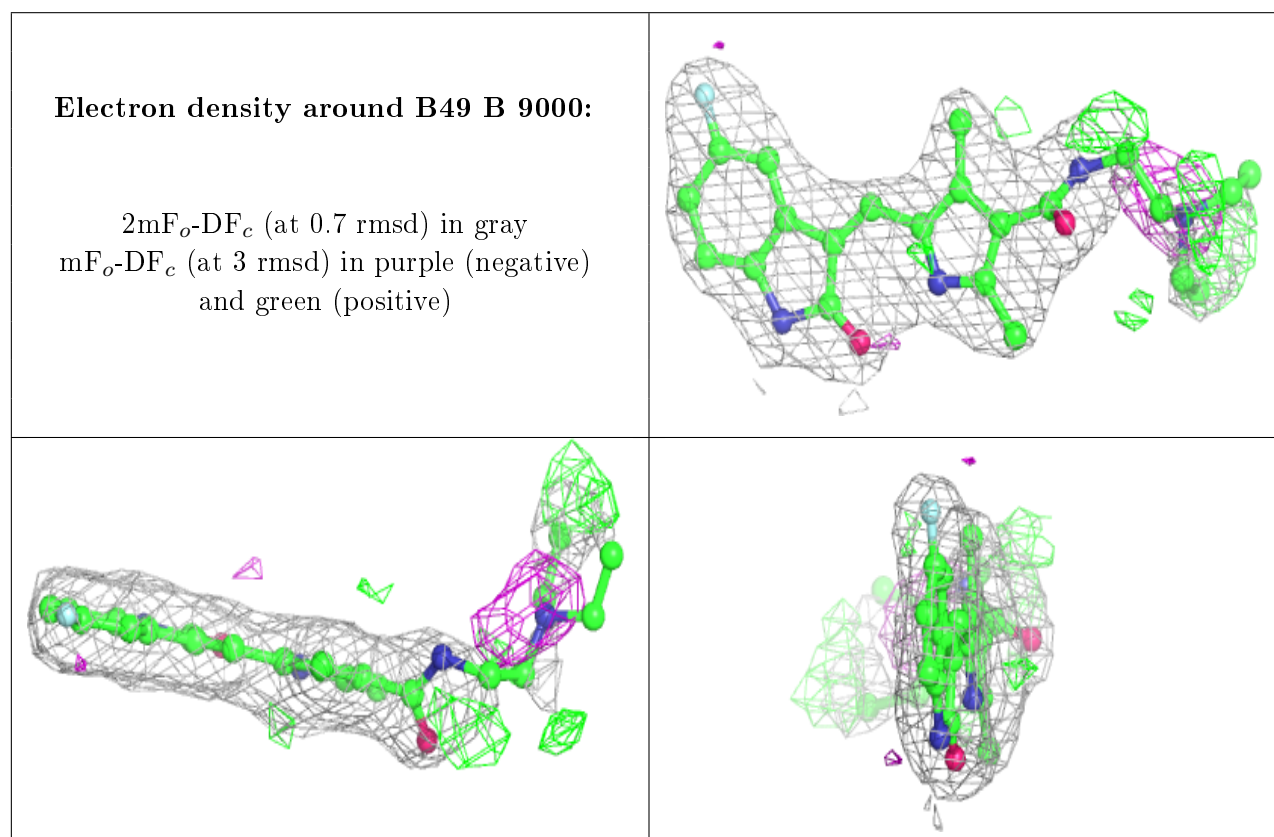 Electron density around B49 B 9000:
2mFo-DFc (at 0.7 rmsd) in gray
mFo-DFc (at 3 rmsd) in purple (negative)
and green (positive)